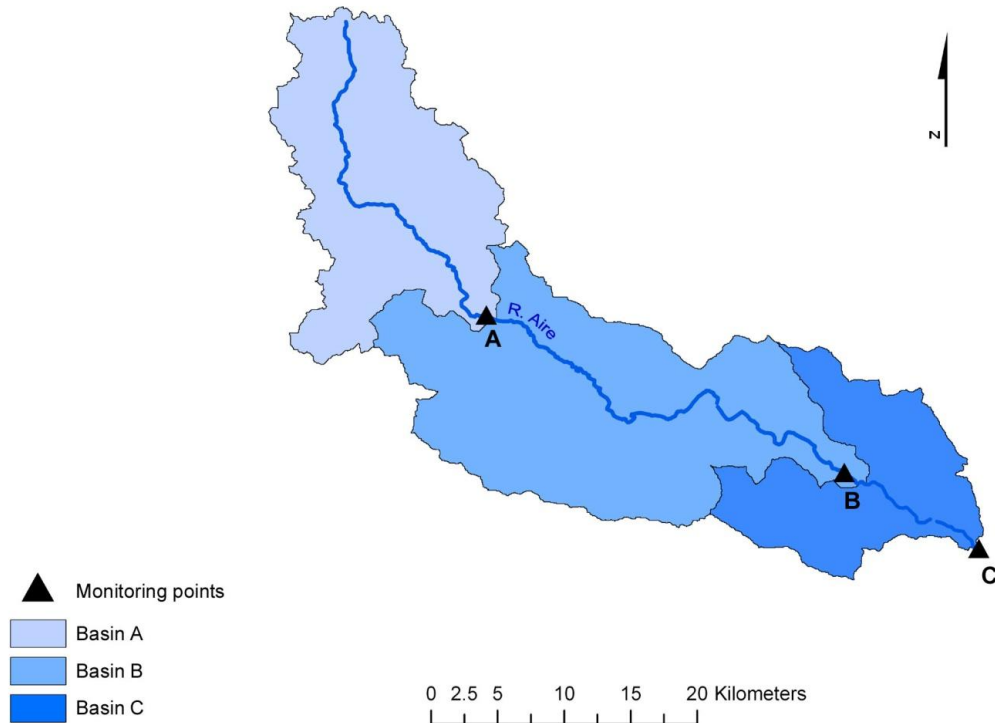 N
R. Aire
A
B
C
Monitoring points
Basin A
Basin B
Basin C
0 2.5 5 10 15 20 Kilometers